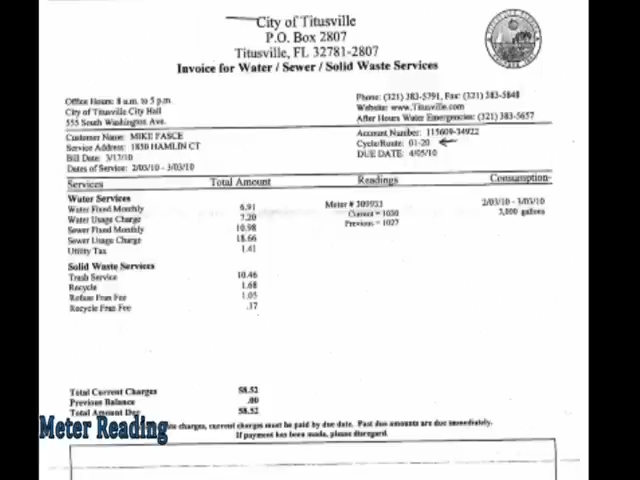 City of Titusville
P.O. Box 2807
Titusville, FL 32781-2807
Invoice for Water / Sewer / Solid Waste Services
Office Hours: 8 a.m. to 5 p.m.
City of Titusville City Hall
555 South Washington Ave.
Phone: (321) 383-5791, Fax: (321) 383-5848
Website: www.Titusville.com
After Hours Water Emergencies: (321) 383-5657
Customer Name: MIKE FASCE
Service Address: 1850 HAMLIN CT
Bill Date: 3/17/10
Dates of Service: 2/03/10 - 3/03/10
Account Number: 115609-34922
Cycle/Route: 01-20
DUE DATE: 4/05/10
Services Total Amount Readings Consumption
Water Services
Water Fixed Monthly 6.91 Meter # 309933 2/03/10 - 3/03/10
Water Usage Charge 7.20 Current = 1030 3,800 gallons
Sewer Fixed Monthly 10.98 Previous = 1027
Sewer Usage Charge 18.66
Utility Tax 1.41
Solid Waste Services
Trash Service 10.46
Recycle 1.68
Refuse Fran Fee 1.05
Recycle Fran Fee .17
Total Current Charges 58.52
Previous Balance .00
Total Amount Due 58.52
charges, current charges must be paid by due date. Past due amounts are due immediately.
If payment has been made, please disregard.
Meter Reading